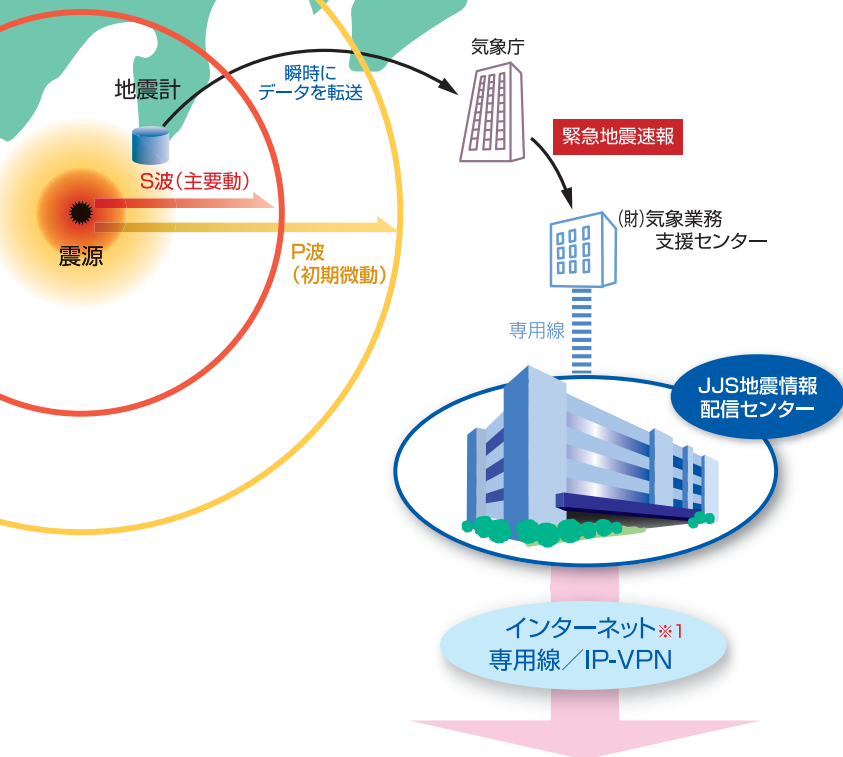 気象庁
地震計
瞬時に
データを転送
緊急地震速報
S波(主要動)
震源
P波
(初期微動)
(財)気象業務
支援センター
専用線
JJS地震情報
配信センター
インターネット※1
専用線／IP-VPN